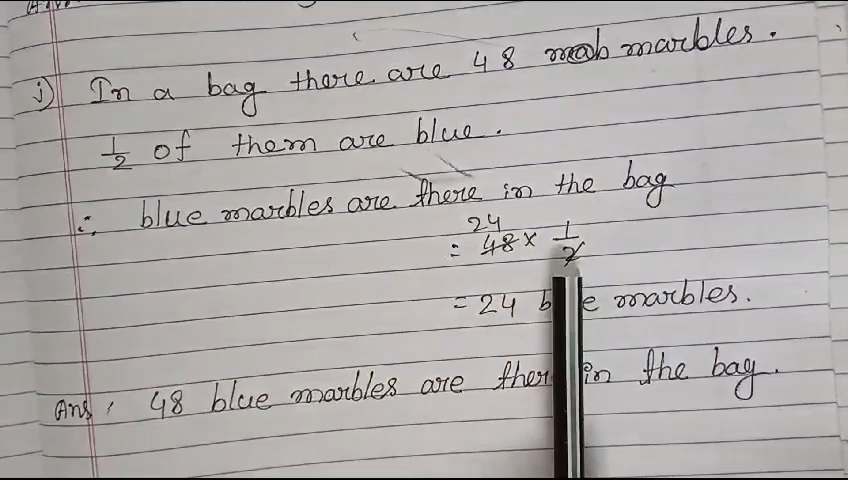 i) In a bag there are 48 marbles.
1/2 of them are blue.
∴ blue marbles are there in the bag
24
= 48 × 1/2
= 24 b e marbles.
Ans: 48 blue marbles are ther in the bag.